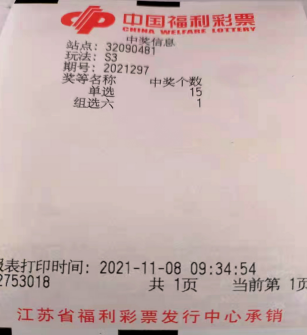 中国福利彩票
CHINA WELFARE LOTTERY
中奖信息
站点: 32090481
玩法: S3
期号: 2021297
奖等名称 中奖个数
单选 15
组选六 1
报表打印时间: 2021-11-08 09:34:54
2753018 共 1页 当前第 1页
江苏省福利彩票发行中心承销